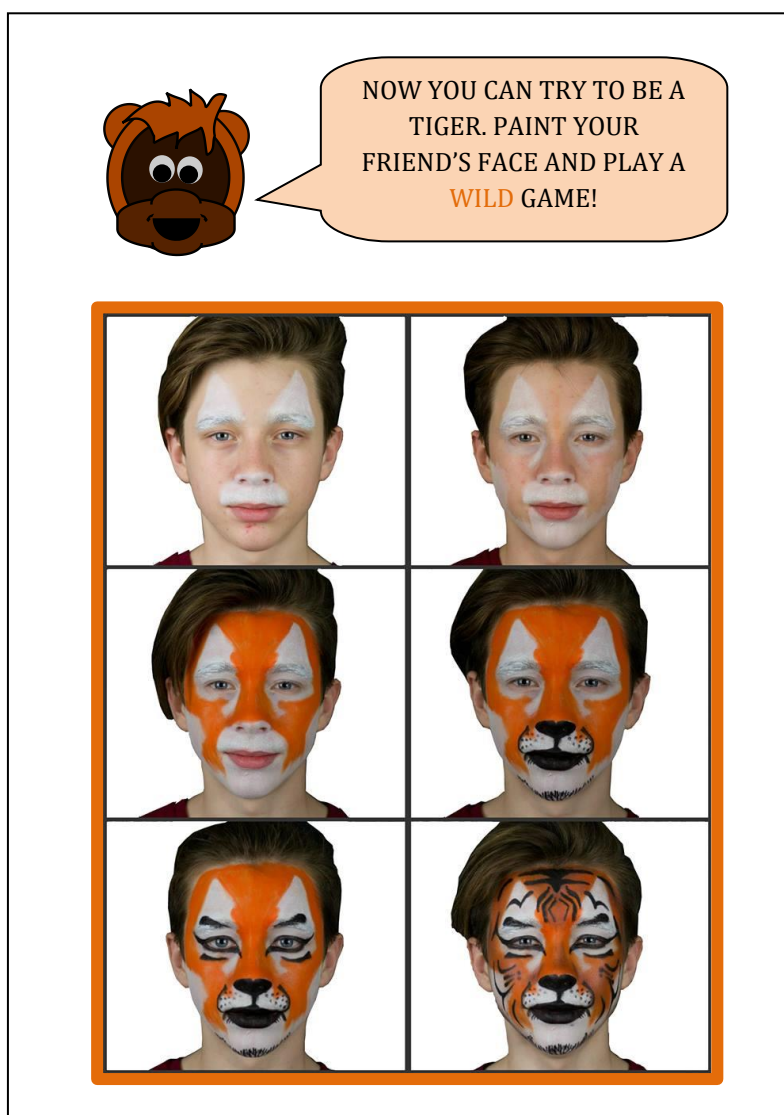 NOW YOU CAN TRY TO BE A
TIGER. PAINT YOUR
FRIEND’S FACE AND PLAY A
WILD GAME!